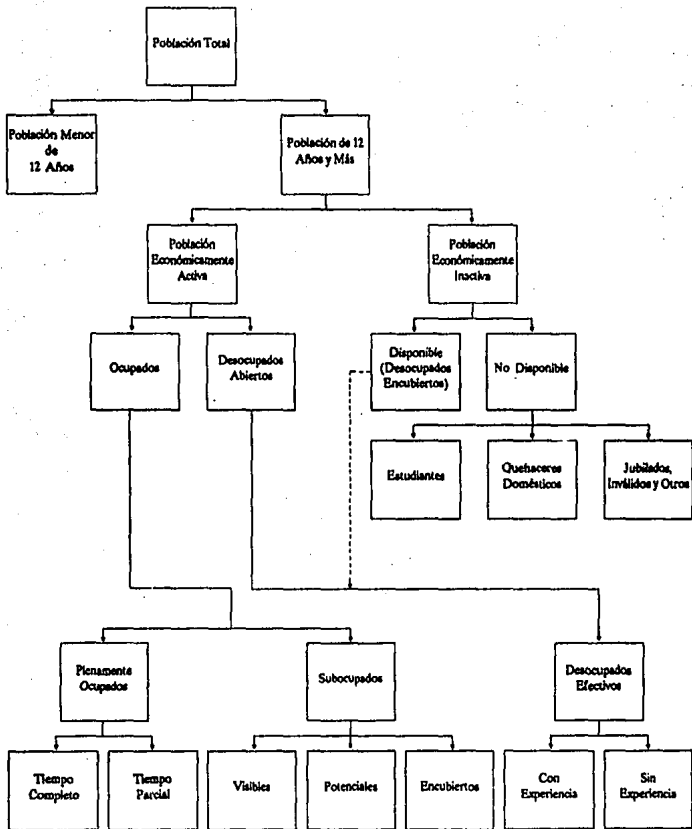 Población Total
Población Menor
de
12 Años
Población de 12
Años y Más
Población
Económicamente
Activa
Población
Económicamente
Inactiva
Ocupados
Desocupados
Abiertos
Disponible
(Desocupados
Encubiertos)
No Disponible
Estudiantes
Quehaceres
Domésticos
Jubilados,
Inválidos y Otros
Plenamente
Ocupados
Subocupados
Desocupados
Efectivos
Tiempo
Completo
Tiempo
Parcial
Visibles
Potenciales
Encubiertos
Con
Experiencia
Sin
Experiencia